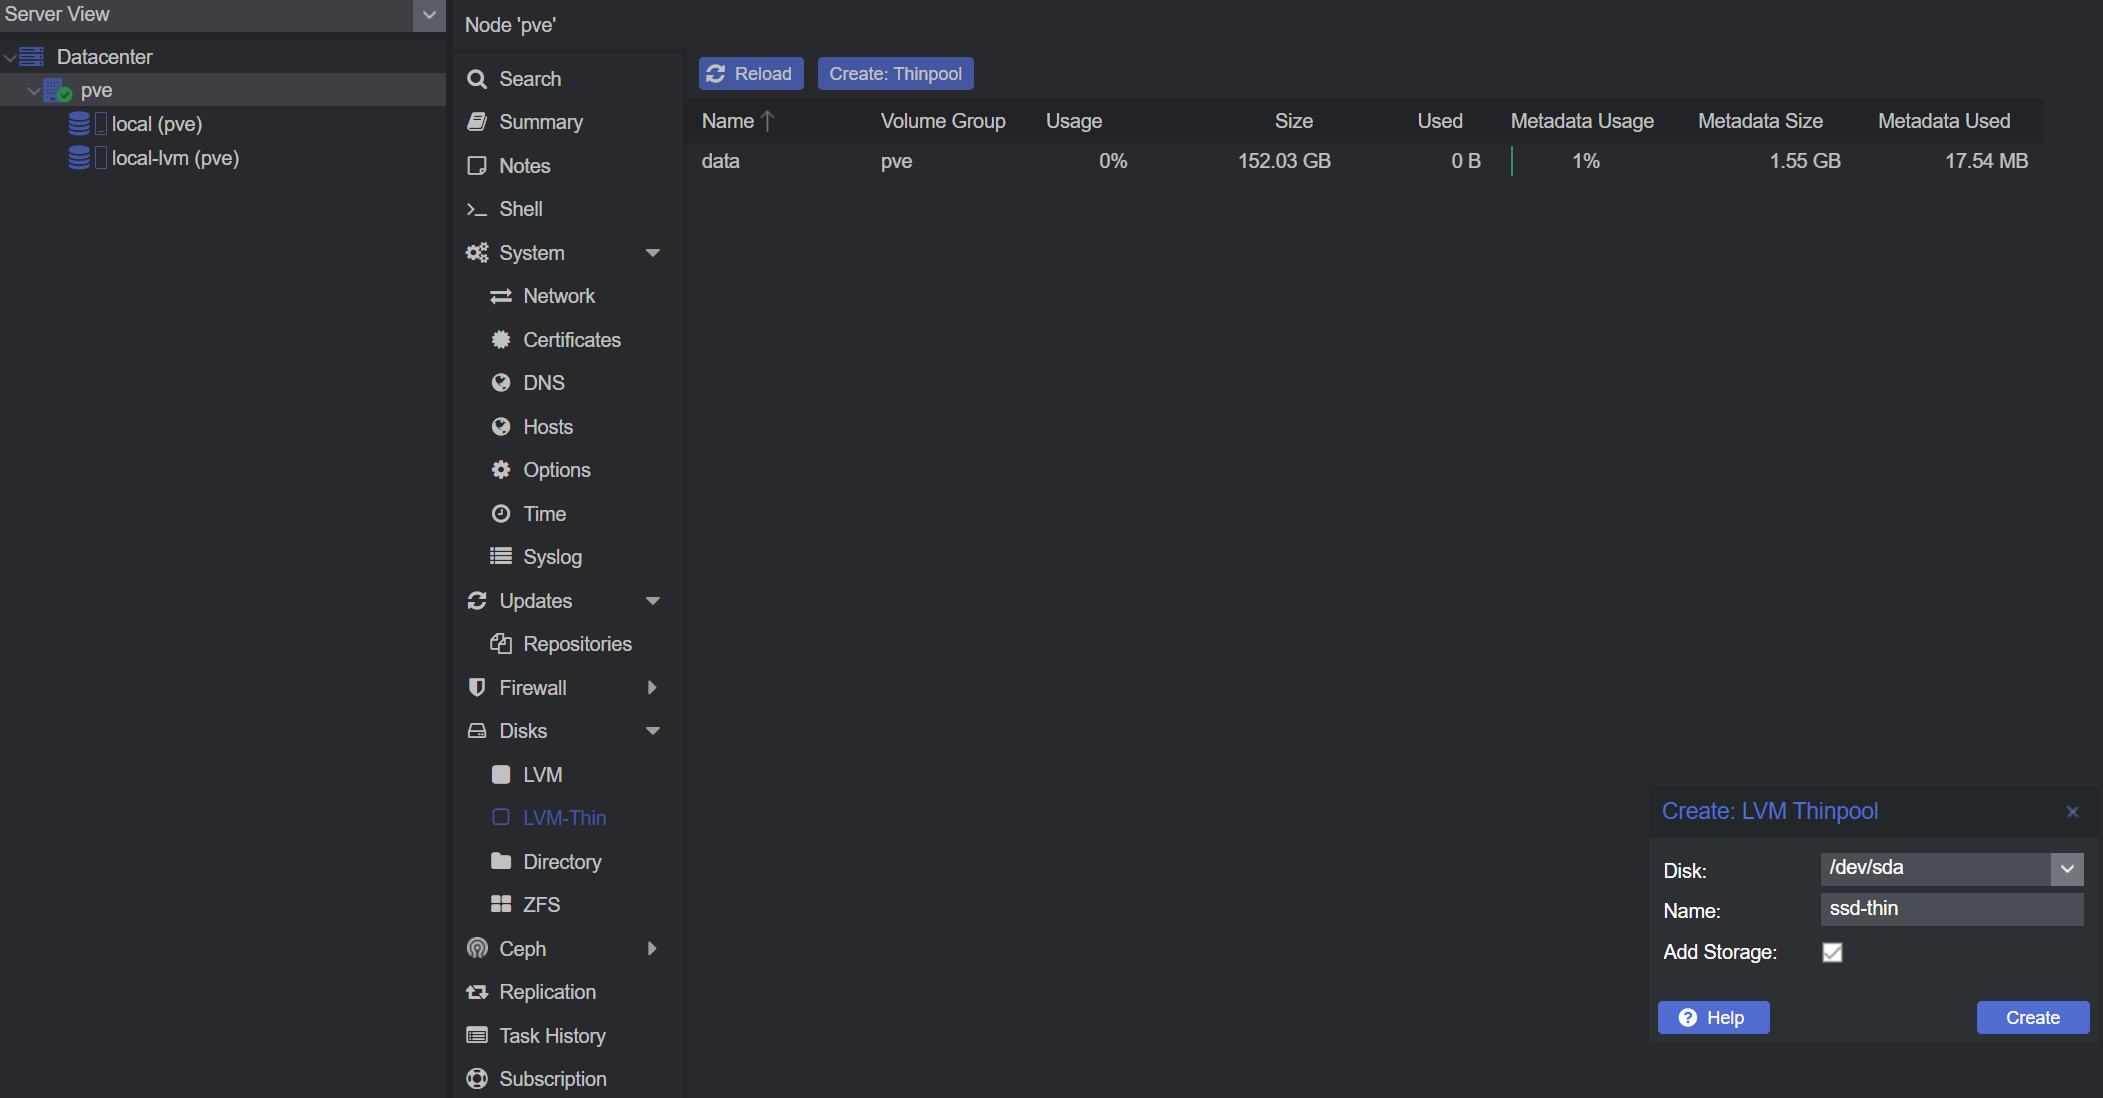 Server View
Datacenter
pve
local (pve)
local-lvm (pve)
Node 'pve'
Search
Summary
Notes
Shell
System
Network
Certificates
DNS
Hosts
Options
Time
Syslog
Updates
Repositories
Firewall
Disks
LVM
LVM-Thin
Directory
ZFS
Ceph
Replication
Task History
Subscription
Reload Create: Thinpool
Name Volume Group Usage Size Used Metadata Usage Metadata Size Metadata Used
data pve 0% 152.03 GB 0 B 1% 1.55 GB 17.54 MB
Create: LVM Thinpool
Disk: /dev/sda
Name: ssd-thin
Add Storage:
Help Create